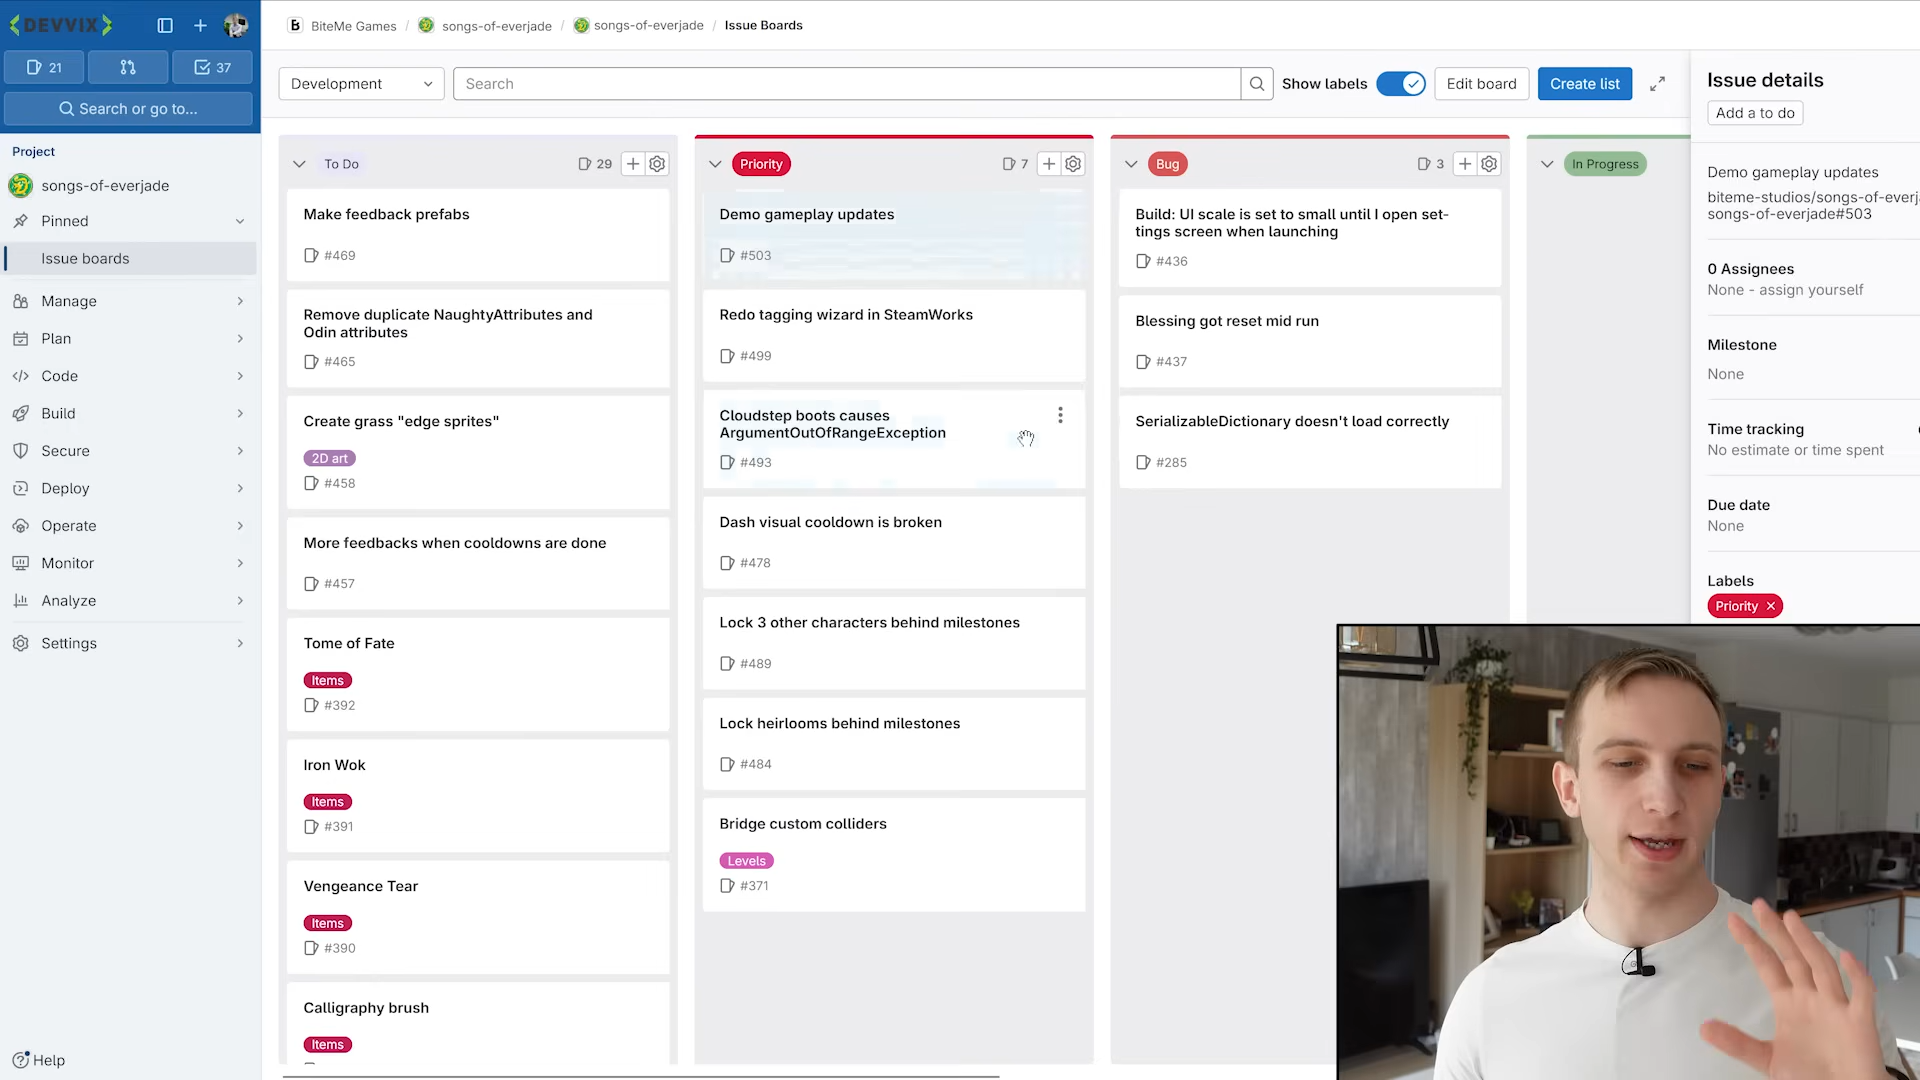 DEVVIX
21
37
Search or go to...
Project
songs-of-everjade
Pinned
Issue boards
Manage
Plan
Code
Build
Secure
Deploy
Operate
Monitor
Analyze
Settings
Help
B BiteMe Games / songs-of-everjade / songs-of-everjade / Issue Boards
Development
Search
Show labels
Edit board
Create list
To Do
29
Make feedback prefabs
#469
Remove duplicate NaughtyAttributes and
Odin attributes
#465
Create grass "edge sprites"
2D art
#458
More feedbacks when cooldowns are done
#457
Tome of Fate
Items
#392
Iron Wok
Items
#391
Vengeance Tear
Items
#390
Calligraphy brush
Items
Priority
7
Demo gameplay updates
#503
Redo tagging wizard in SteamWorks
#499
Cloudstep boots causes
ArgumentOutOfRangeException
#493
Dash visual cooldown is broken
#478
Lock 3 other characters behind milestones
#489
Lock heirlooms behind milestones
#484
Bridge custom colliders
Levels
#371
Bug
3
Build: UI scale is set to small until I open set-
tings screen when launching
#436
Blessing got reset mid run
#437
SerializableDictionary doesn't load correctly
#285
In Progress
Issue details
Add a to do
Demo gameplay updates
biteme-studios/songs-of-everja
songs-of-everjade#503
0 Assignees
None - assign yourself
Milestone
None
Time tracking
No estimate or time spent
Due date
None
Labels
Priority